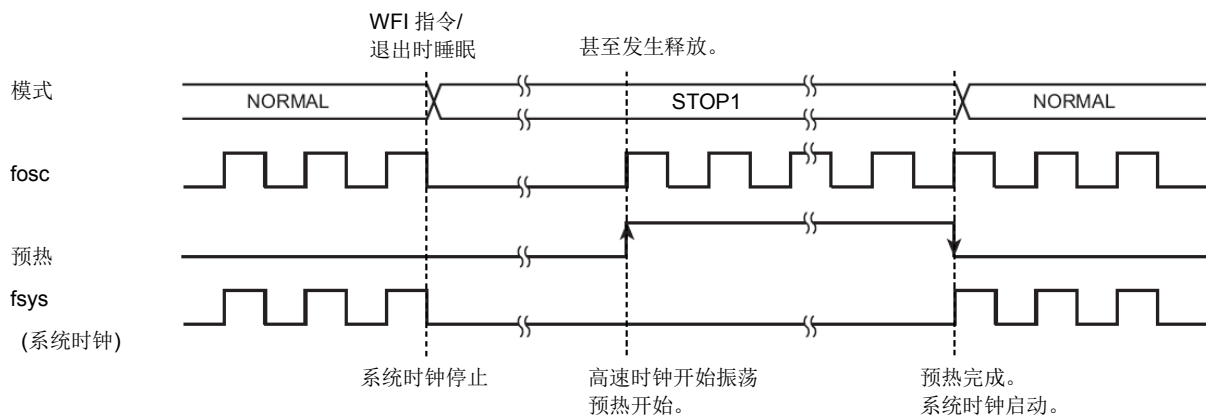 WFI 指令/
退出时睡眠
甚至发生释放。
模式
NORMAL
STOP1
NORMAL
fosc
预热
fsys
(系统时钟)
系统时钟停止
高速时钟开始振荡
预热开始。
预热完成。
系统时钟启动。